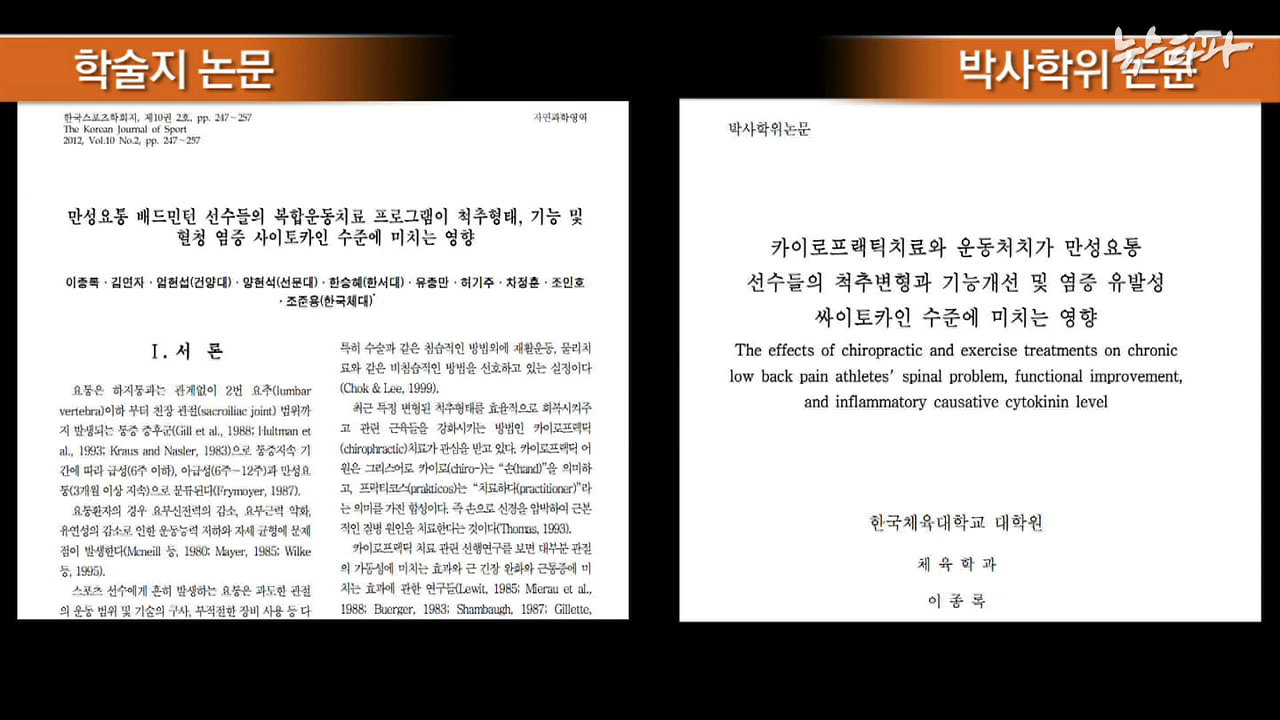 학술지 논문
한국스포츠학회지, 제10권 2호, pp. 247~257
The Korean Journal of Sport
2012, Vol.10 No.2, pp. 247~257
자연과학영역
만성요통 배드민턴 선수들의 복합운동치료 프로그램이 척추형태, 기능 및
혈청 염증 사이토카인 수준에 미치는 영향
이종록·김연자·엄현섭(건양대)·양현석(선문대)·한승혜(한서대)·유종만·허기주·차정훈·조인호
·조준용(한국체대)*
I. 서 론
요통은 하지통과는 관계없이 2번 요추(lumbar
vertebra)이하 부터 천장 관절(sacroiliac joint) 범위까
지 발생되는 통증 증후군(Gill et al., 1988; Hultman et
al., 1993; Kraus and Nasler, 1983)으로 통증지속 기
간에 따라 급성(6주 이하), 아급성(6주~12주)과 만성요
통(3개월 이상 지속)으로 분류된다(Frymoyer, 1987).
요통환자의 경우 요부신전력의 감소, 요부근력 약화,
유연성의 감소로 인한 운동능력 저하와 자세 균형에 문제
점이 발생한다(Mcneill 등, 1980; Mayer, 1985; Wilke
등, 1995).
스포츠 선수에게 흔히 발생하는 요통은 과도한 관절
의 운동 범위 및 기술의 구사, 부적절한 장비 사용 등 다
특히 수술과 같은 침습적인 방법외에 재활운동, 물리치
료와 같은 비침습적인 방법을 선호하고 있는 실정이다
(Chok & Lee, 1999).
최근 특정 변형된 척추형태를 효율적으로 회복시켜주
고 관련 근육들을 강화시키는 방법인 카이로프랙틱
(chirophractic)치료가 관심을 받고 있다. 카이로프랙틱 어
원은 그리스어로 카이로(chiro-)는 “손(hand)”을 의미하
고, 프락티코스(prakticos)는 “치료하다(practitioner)”라
는 의미를 가진 합성이다. 즉 손으로 신경을 압박하여 근본
적인 질병 원인을 치료한다는 것이다(Thomas, 1993).
카이로프랙틱 치료 관련 선행연구를 보면 대부분 관절
의 가동성에 미치는 효과와 근 긴장 완화와 근통증에 미
치는 효과에 관한 연구들(Lewit, 1985; Mierau et al.,
1988; Buerger, 1983; Shambaugh, 1987; Gillette,
뉴스타파
박사학위 논문
박사학위논문
카이로프랙틱치료와 운동처치가 만성요통
선수들의 척추변형과 기능개선 및 염증 유발성
싸이토카인 수준에 미치는 영향
The effects of chiropractic and exercise treatments on chronic
low back pain athletes' spinal problem, functional improvement,
and inflammatory causative cytokinin level
한국체육대학교 대학원
체 육 학 과
이 종 록